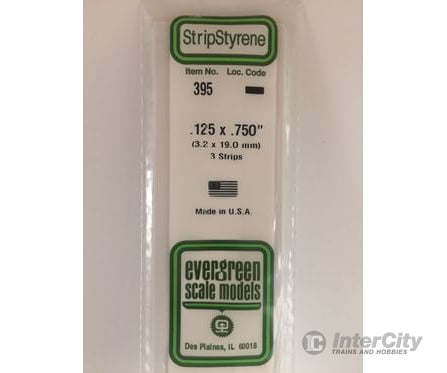 StripStyrene
Item No. Loc. Code
395
.125 x .750"
(3.2 x 19.0 mm)
3 Strips
Made in U.S.A.
evergreen
scale models
Des Plaines, IL 60018
InterCity
TRAINS AND HOBBIES